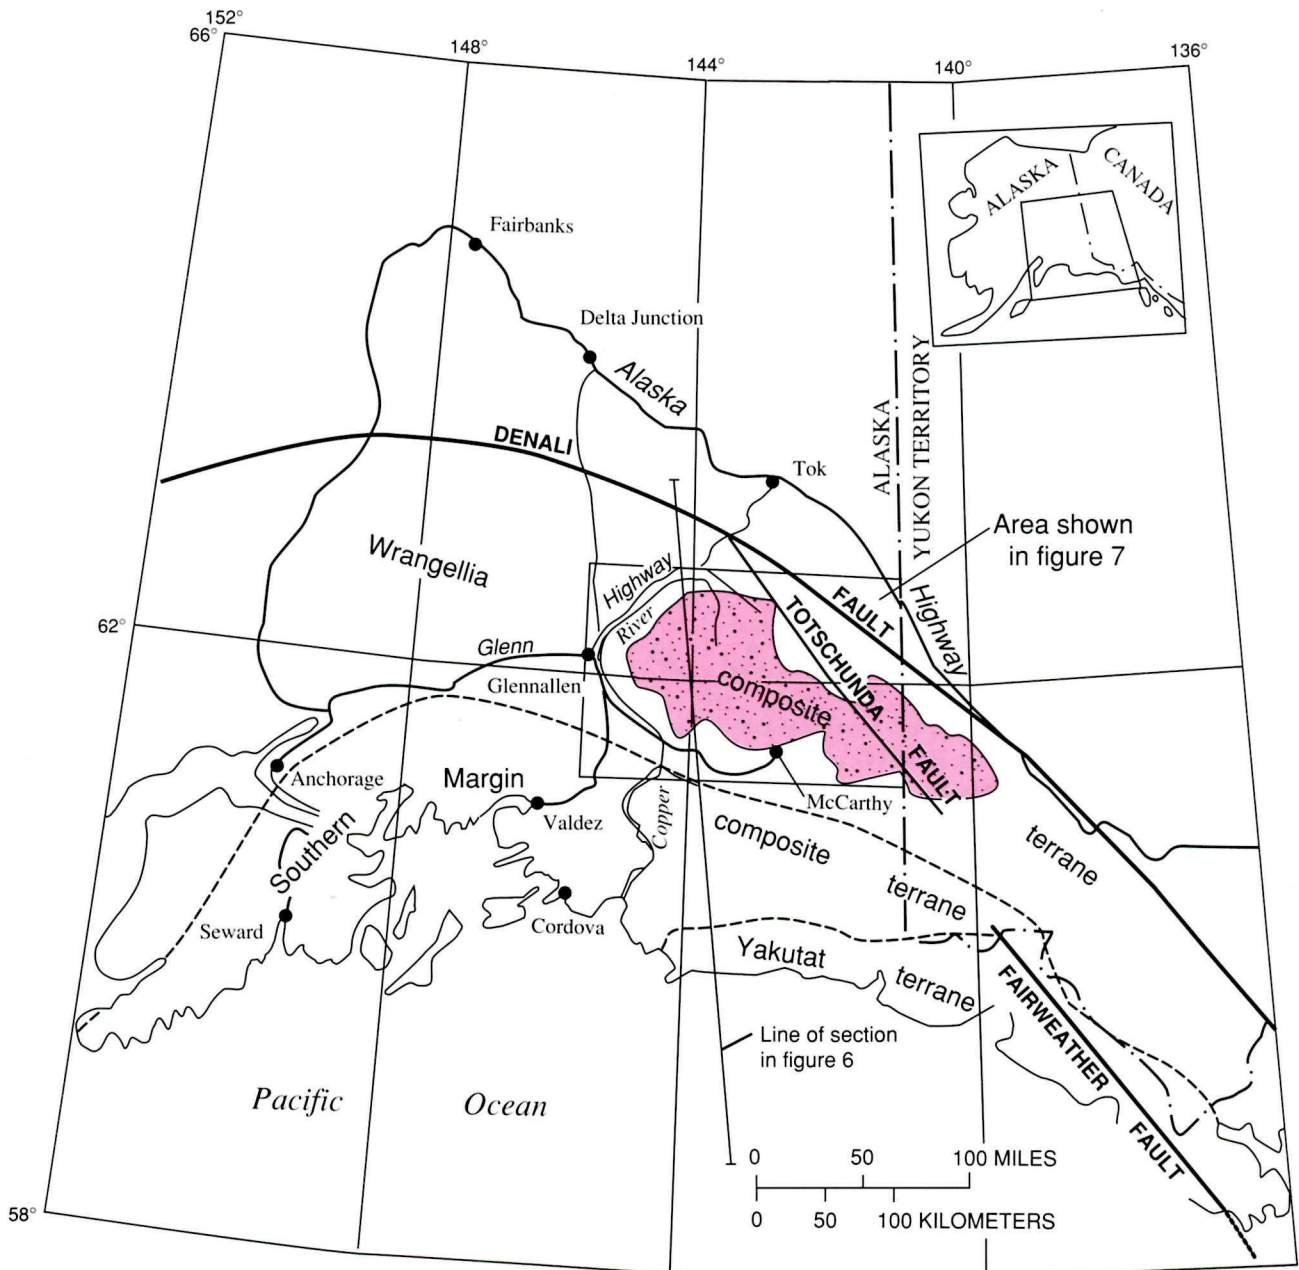 152°
66°
148°
144°
140°
136°
ALASKA
CANADA
Fairbanks
Delta Junction
Alaska
DENALI
Tok
ALASKA
YUKON TERRITORY
Area shown
in figure 7
Wrangellia
Highway
River
FAULT
Highway
TOTSCHUNDA
62°
Glenn
Glennallen
composite
FAULT
Anchorage
Margin
McCarthy
Valdez
Copper
composite
terrane
Southern
terrane
Seward
Cordova
Yakutat
terrane
FAIRWEATHER
Line of section
in figure 6
Pacific
Ocean
FAULT
0 50 100 MILES
0 50 100 KILOMETERS
58°